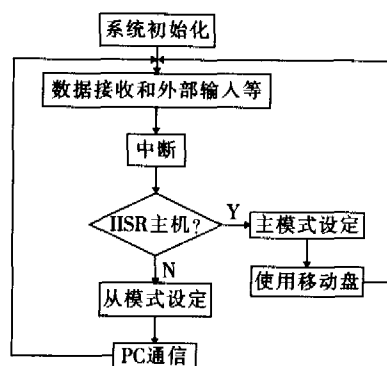 系统初始化
数据接收和外部输入等
中断
IISR主机?
Y
主模式设定
N
使用移动盘
从模式设定
PC通信